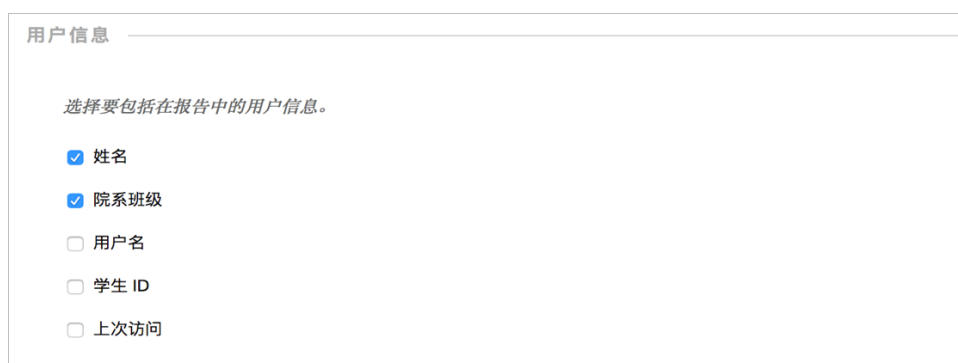 用户信息
选择要包括在报告中的用户信息。
姓名
院系班级
用户名
学生 ID
上次访问